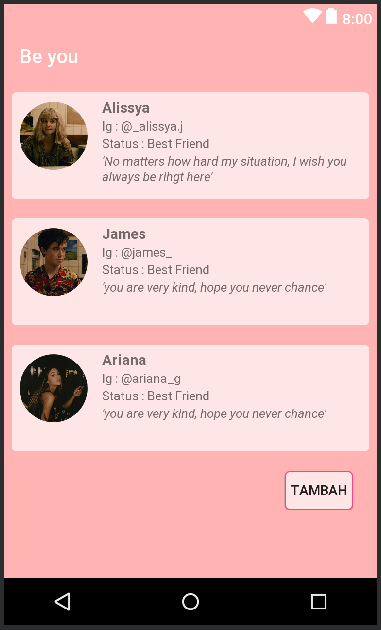 8:00
Be you
Alissya
Ig : @_alissya.j
Status : Best Friend
'No matters how hard my situation, I wish you
always be rihgt here'
James
Ig : @james_
Status : Best Friend
'you are very kind, hope you never chance'
Ariana
Ig : @ariana_g
Status : Best Friend
'you are very kind, hope you never chance'
TAMBAH